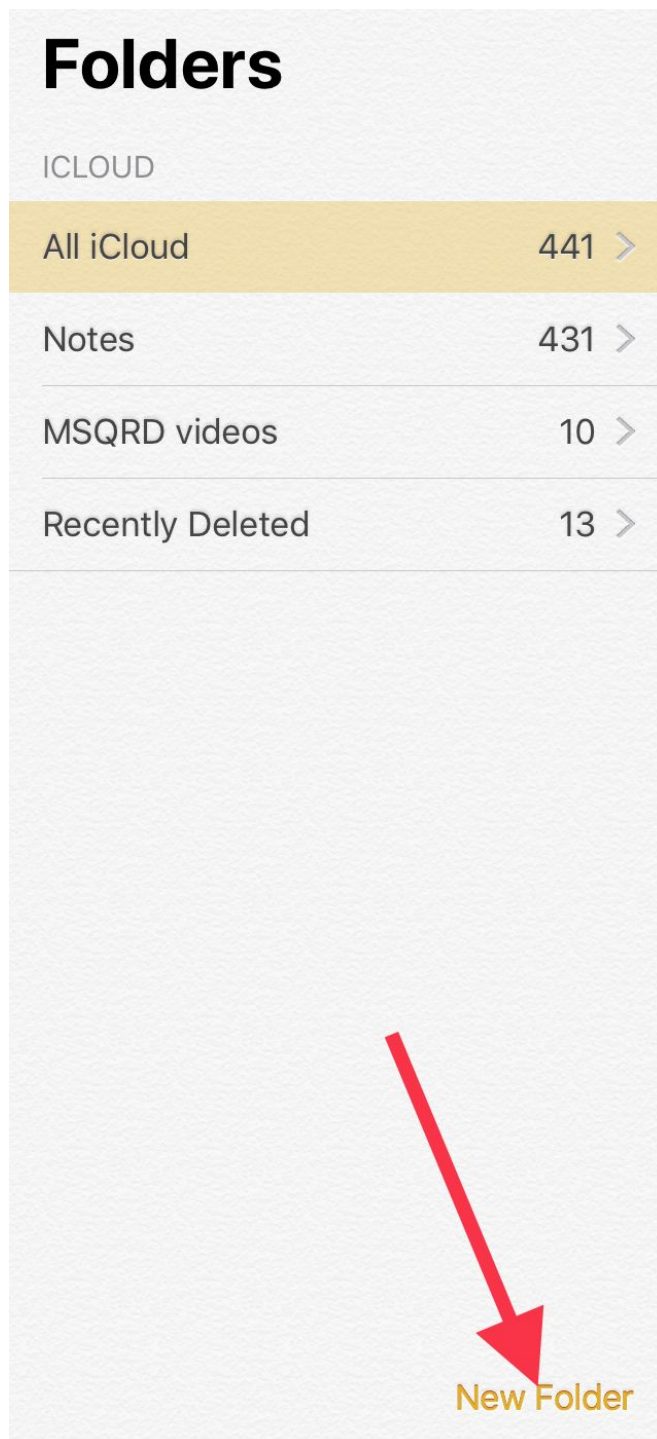 Folders
ICLOUD
All iCloud 441
Notes 431
MSQRD videos 10
Recently Deleted 13
New Folder